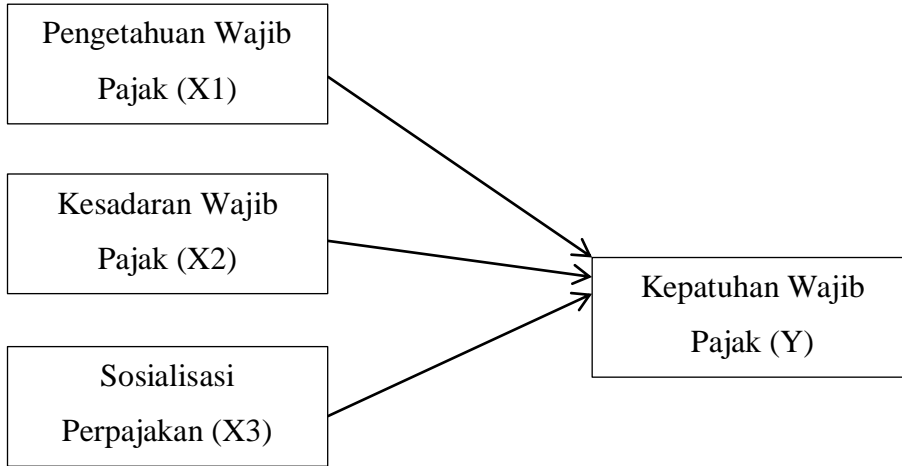 Pengetahuan Wajib
Pajak (X1)
Kesadaran Wajib
Pajak (X2)
Sosialisasi
Perpajakan (X3)
Kepatuhan Wajib
Pajak (Y)